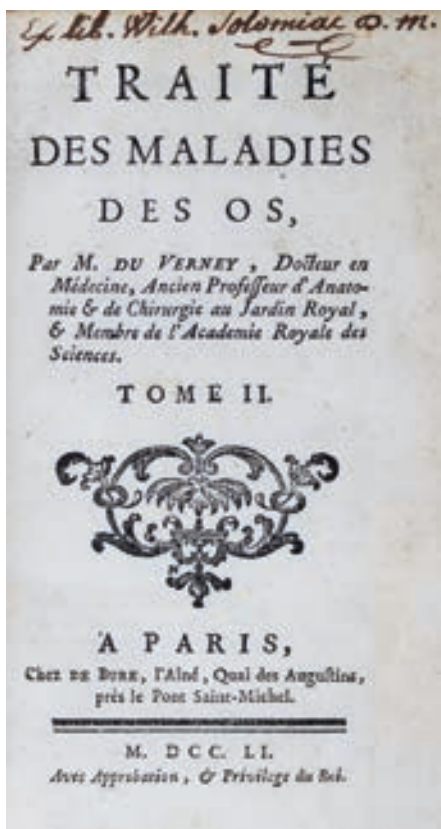 Ex lib. Wilh. Solomiac D. m.
TRAITÉ
DES MALADIES
DES OS,
Par M. DU VERNEY, Docteur en
Médecine, Ancien Professeur d'Anato-
mie & de Chirurgie au Jardin Royal,
& Membre de l'Academie Royale des
Sciences.
TOME II.
A PARIS,
Chez DE BURE, l'Aîné, Quai des Augustins,
près le Pont Saint-Michel.
M. DCC. LI.
Avec Approbation, & Privilege du Roi.